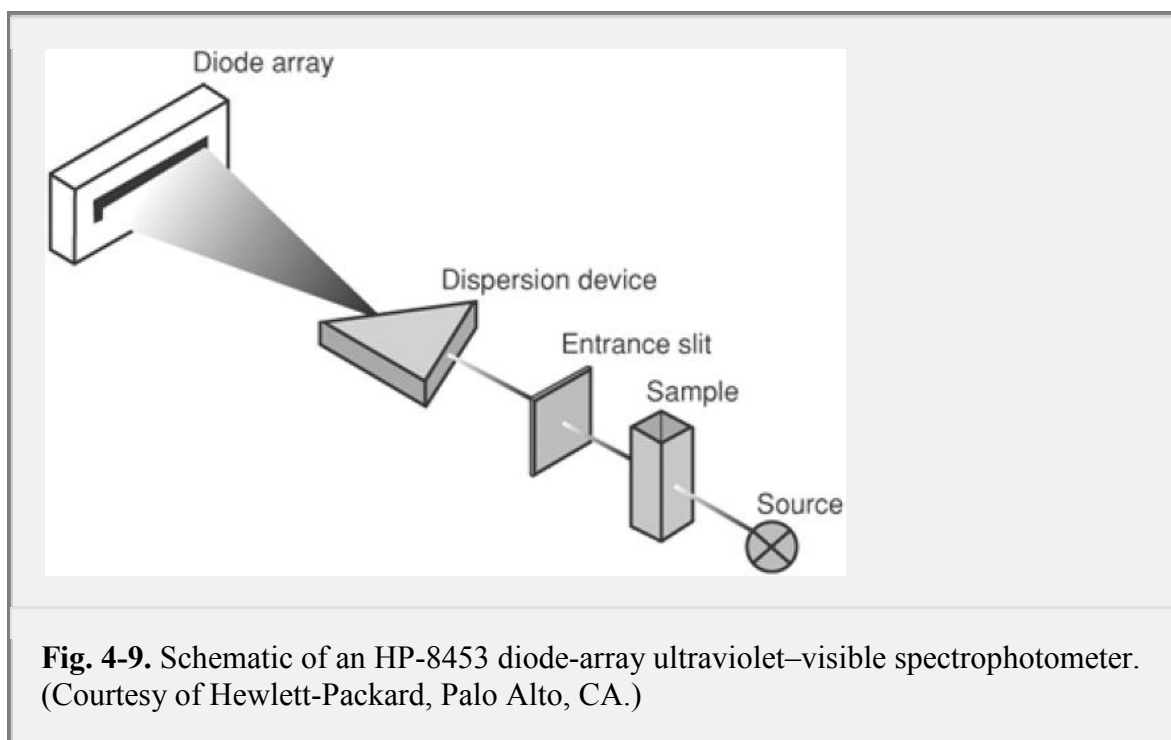 Diode array
Dispersion device
Entrance slit
Sample
Source
Fig. 4-9. Schematic of an HP-8453 diode-array ultraviolet–visible spectrophotometer.
(Courtesy of Hewlett-Packard, Palo Alto, CA.)